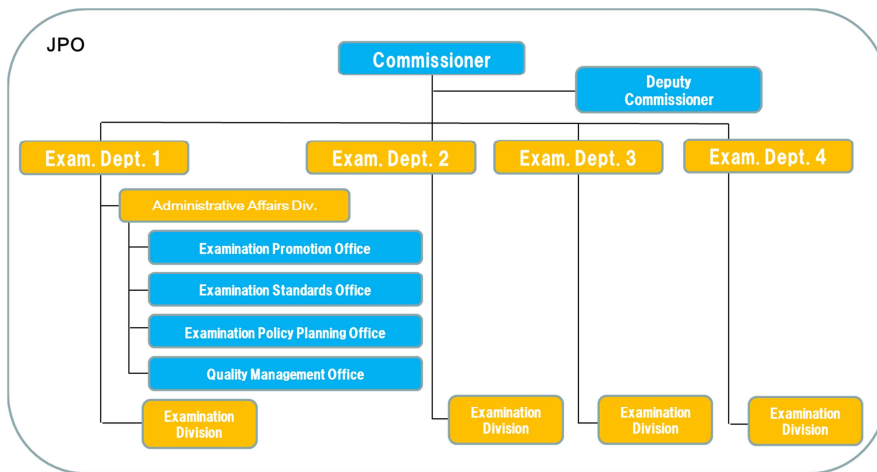 JPO
Commissioner
Deputy
Commissioner
Exam. Dept. 1
Exam. Dept. 2
Exam. Dept. 3
Exam. Dept. 4
Administrative Affairs Div.
Examination Promotion Office
Examination Standards Office
Examination Policy Planning Office
Quality Management Office
Examination
Division
Examination
Division
Examination
Division
Examination
Division